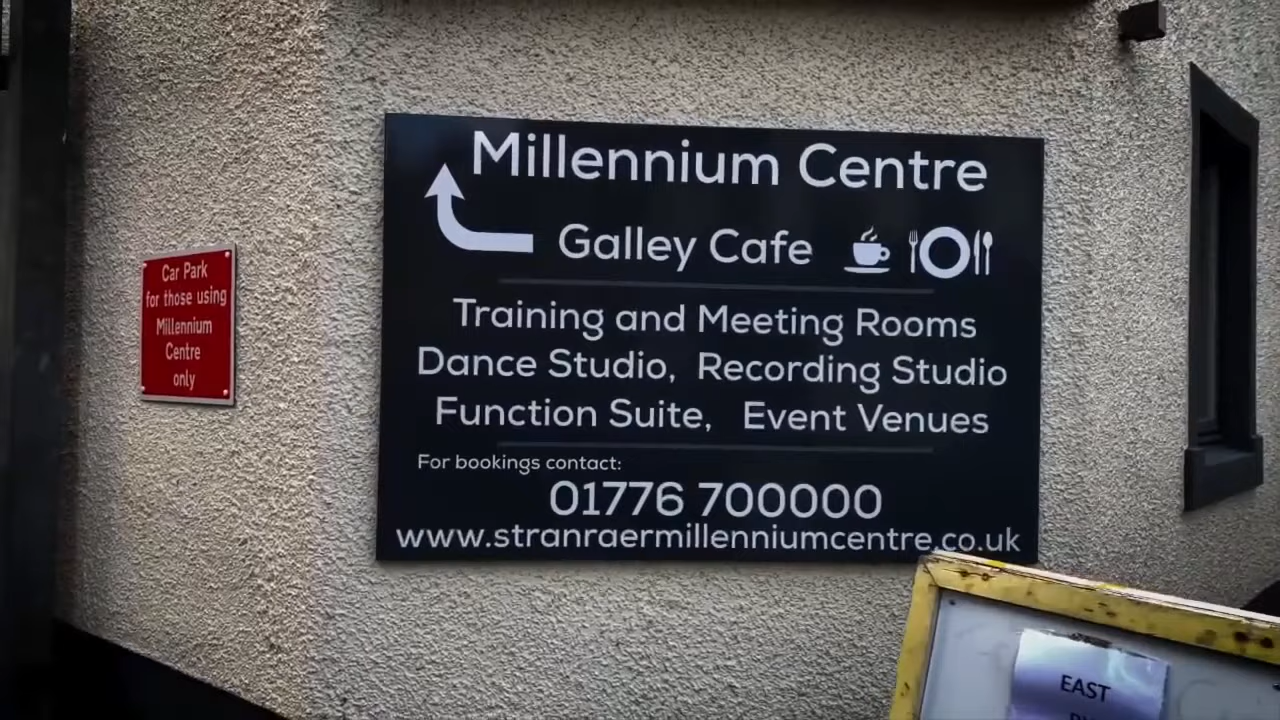 Millennium Centre
Galley Cafe
Training and Meeting Rooms
Dance Studio, Recording Studio
Function Suite, Event Venues
For bookings contact:
01776 700000
www.stranraermillenniumcentre.co.uk
Car Park
for those using
Millennium
Centre
only
EAST